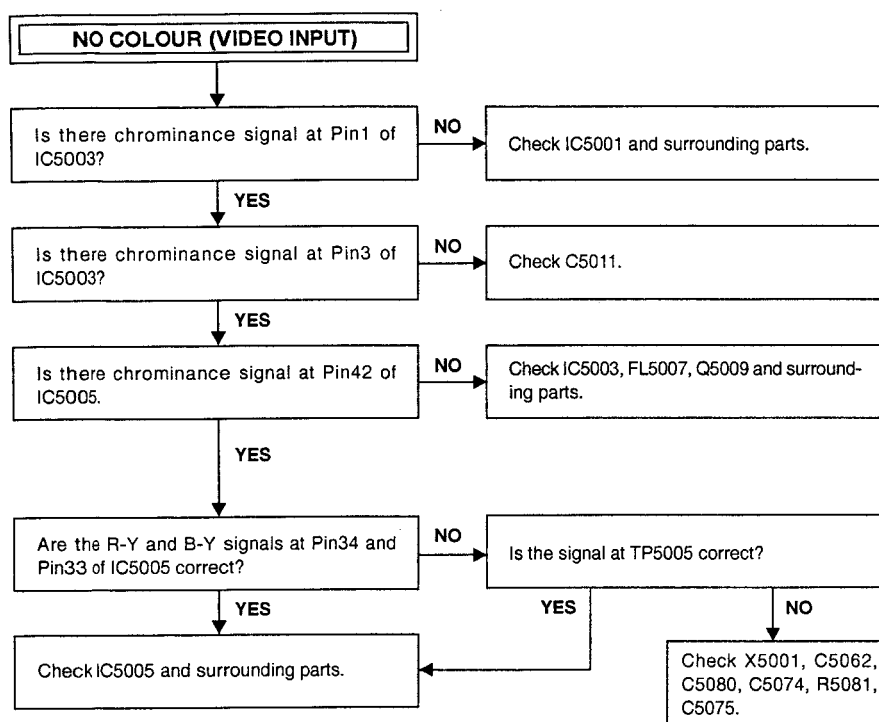 NO COLOUR (VIDEO INPUT)
Is there chrominance signal at Pin1 of
IC5003?
NO
Check IC5001 and surrounding parts.
YES
Is there chrominance signal at Pin3 of
IC5003?
NO
Check C5011.
YES
Is there chrominance signal at Pin42 of
IC5005.
NO
Check IC5003, FL5007, Q5009 and surround-
ing parts.
YES
Are the R-Y and B-Y signals at Pin34 and
Pin33 of IC5005 correct?
NO
Is the signal at TP5005 correct?
YES
YES
NO
Check IC5005 and surrounding parts.
Check X5001, C5062,
C5080, C5074, R5081,
C5075.